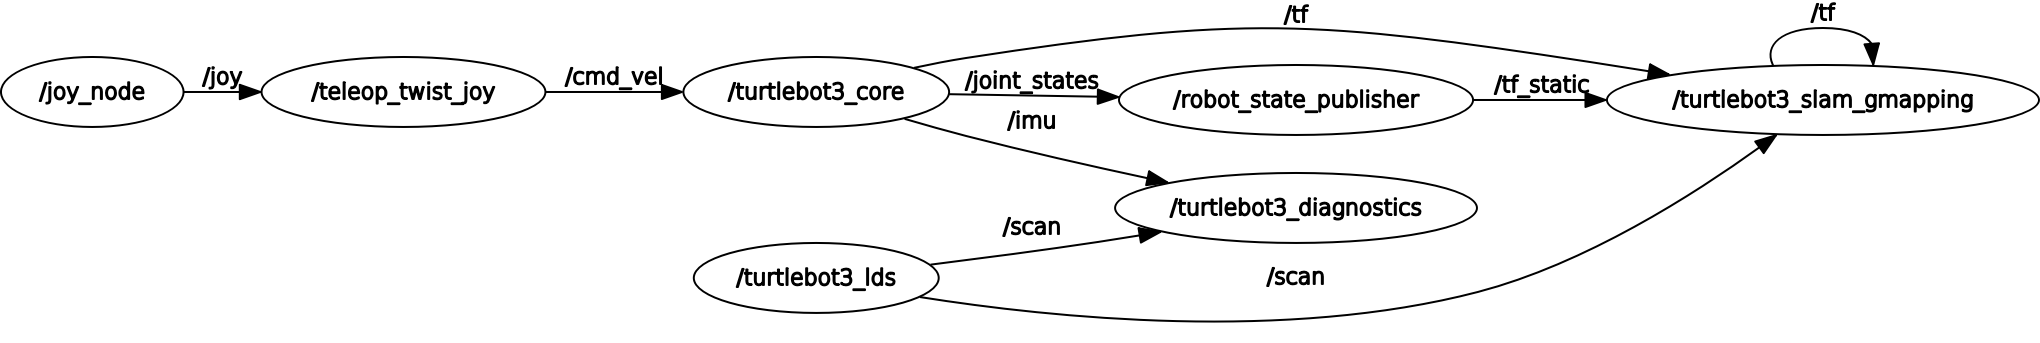 /tf
/tf
/joy
/cmd_vel
/joint_states
/tf_static
/joy_node
/teleop_twist_joy
/turtlebot3_core
/robot_state_publisher
/turtlebot3_slam_gmapping
/imu
/turtlebot3_diagnostics
/scan
/turtlebot3_lds
/scan